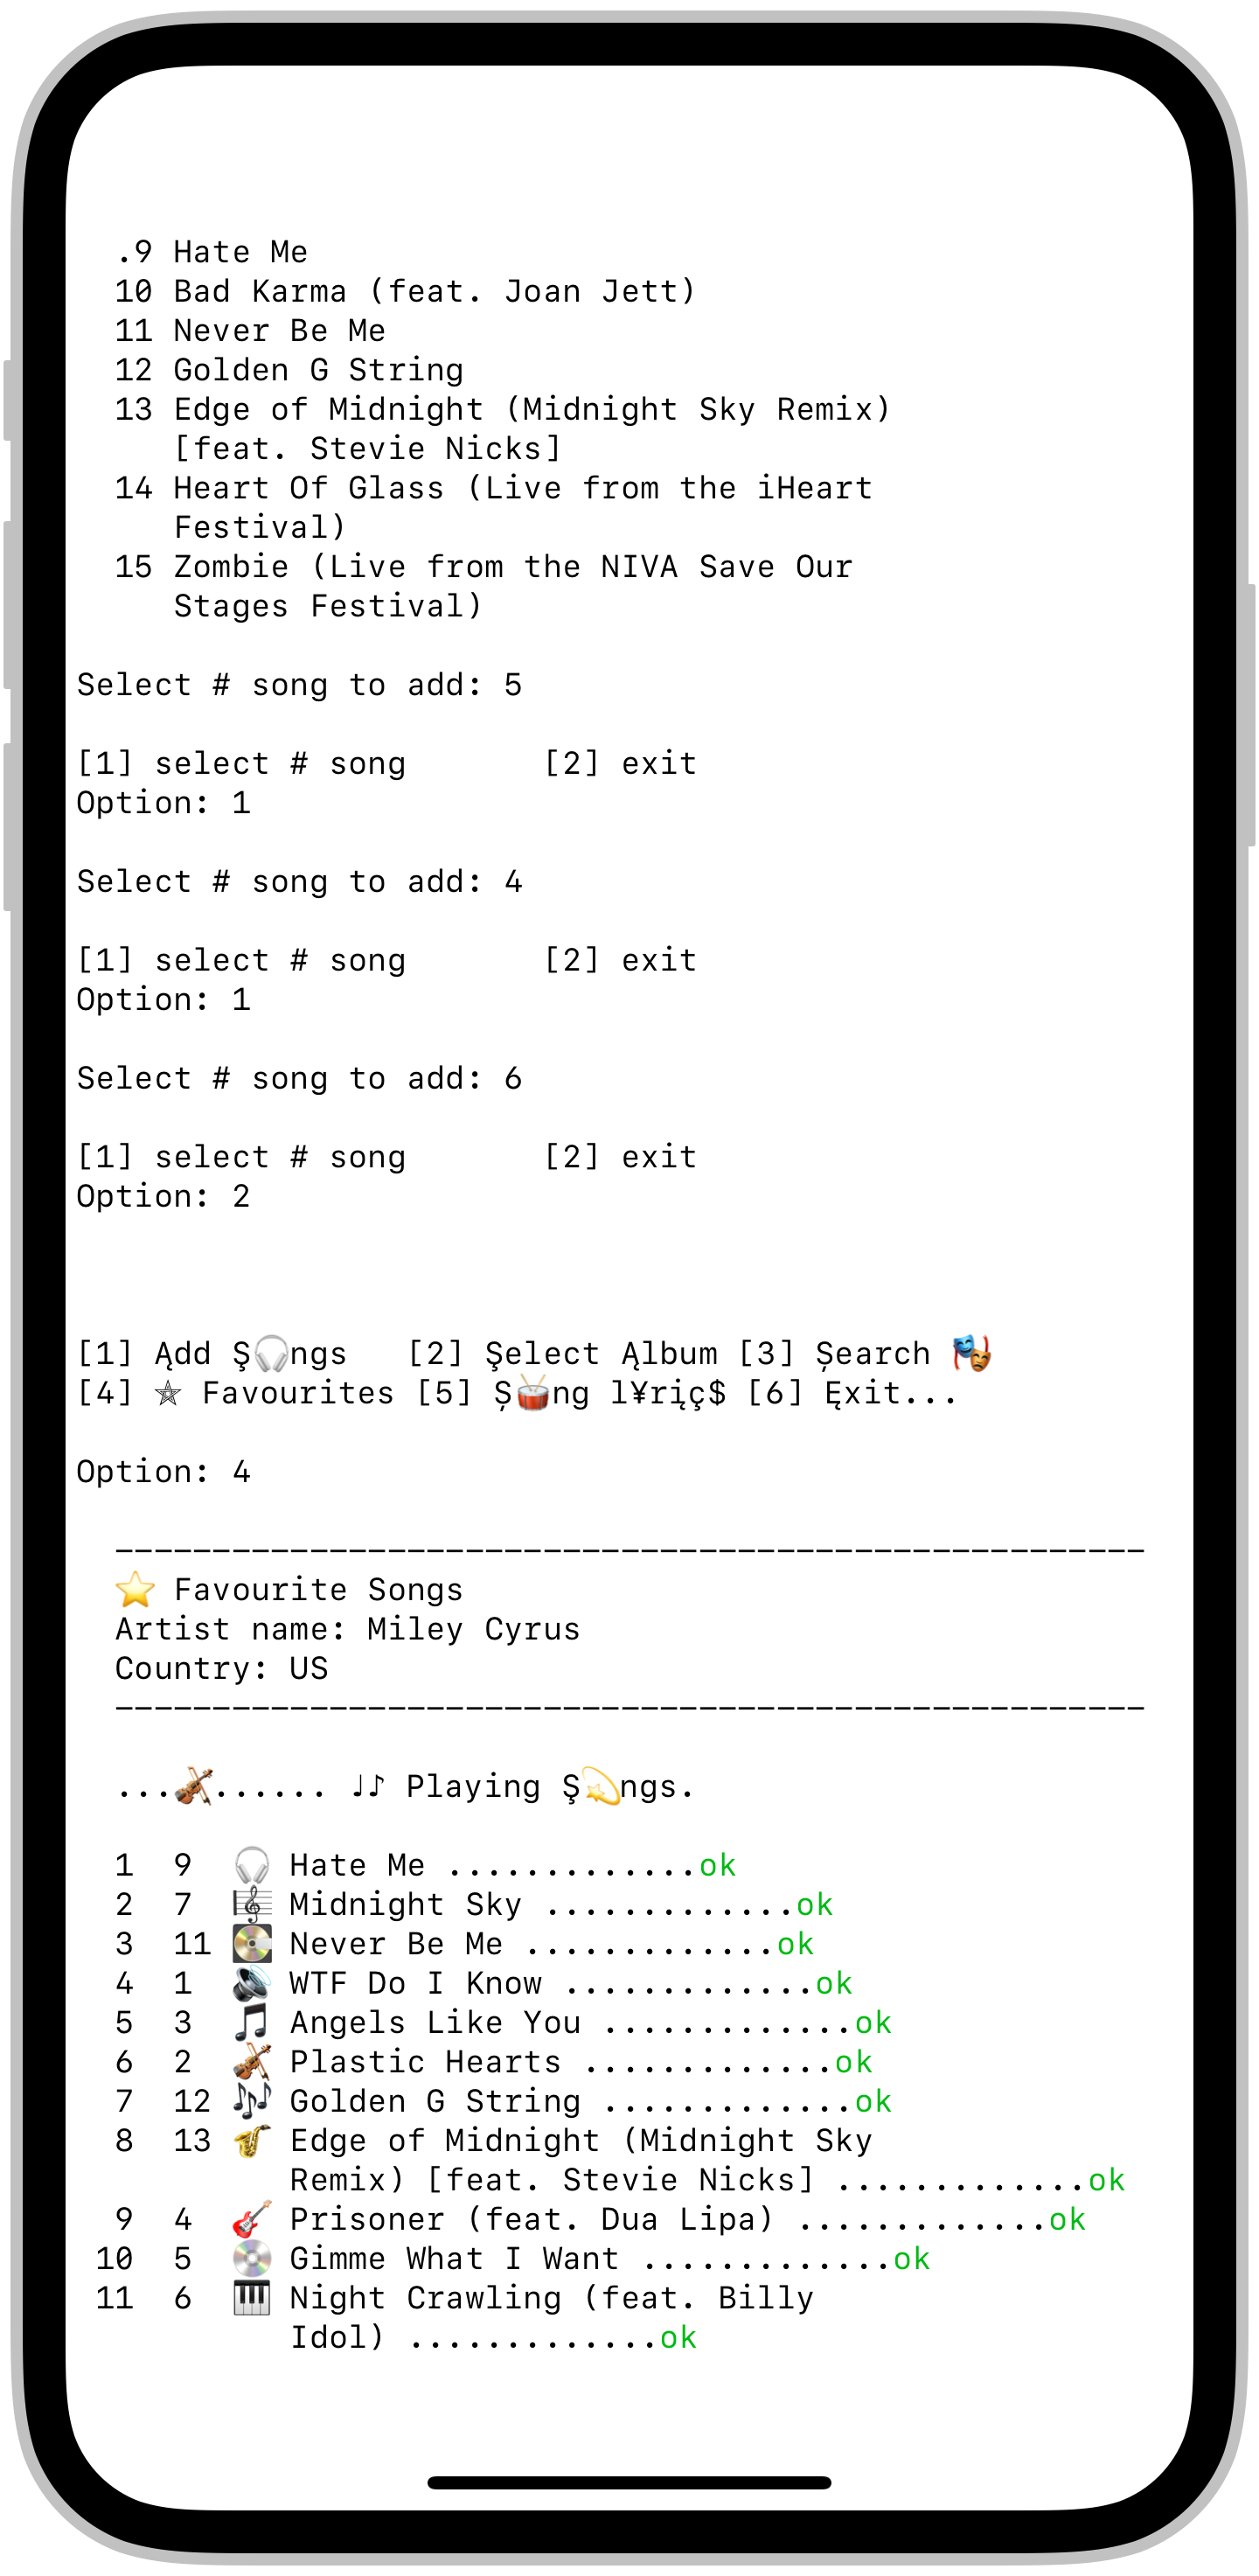 .9 Hate Me
10 Bad Karma (feat. Joan Jett)
11 Never Be Me
12 Golden G String
13 Edge of Midnight (Midnight Sky Remix)
[feat. Stevie Nicks]
14 Heart Of Glass (Live from the iHeart
Festival)
15 Zombie (Live from the NIVA Save Our
Stages Festival)
Select # song to add: 5
[1] select # song [2] exit
Option: 1
Select # song to add: 4
[1] select # song [2] exit
Option: 1
Select # song to add: 6
[1] select # song [2] exit
Option: 2
[1] Ądd Ş🎧ngs [2] Şelect Ąlbum [3] Șearch 🎭
[4] ⛤ Favourites [5] Ș🥁ng l¥rįç$ [6] Ęxit...
Option: 4
-----------------------------------------------------
⭐ Favourite Songs
Artist name: Miley Cyrus
Country: US
-----------------------------------------------------
...🎻...... ♩♪ Playing Ş💫ngs.
1 9 🎧 Hate Me .............ok
2 7 🎼 Midnight Sky .............ok
3 11 💽 Never Be Me .............ok
4 1 🔊 WTF Do I Know .............ok
5 3 🎵 Angels Like You .............ok
6 2 🎻 Plastic Hearts .............ok
7 12 🎶 Golden G String .............ok
8 13 🎷 Edge of Midnight (Midnight Sky
Remix) [feat. Stevie Nicks] .............ok
9 4 🎸 Prisoner (feat. Dua Lipa) .............ok
10 5 💿 Gimme What I Want .............ok
11 6 🎹 Night Crawling (feat. Billy
Idol) .............ok